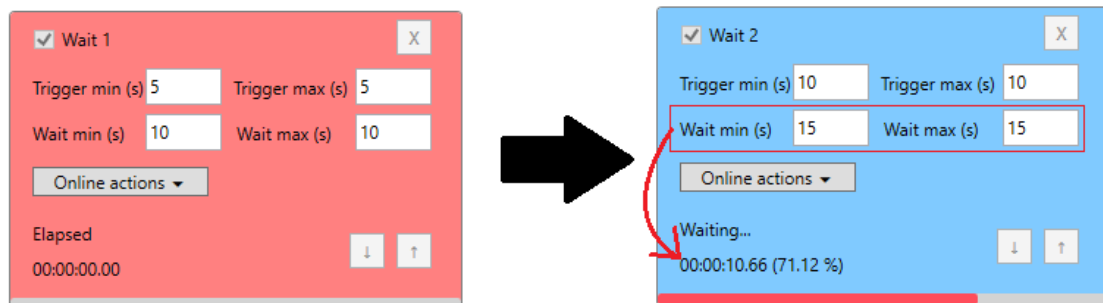 Wait 1
X
Trigger min (s) 5 Trigger max (s) 5
Wait min (s) 10 Wait max (s) 10
Online actions
Elapsed
00:00:00.00
↓ ↑
Wait 2
X
Trigger min (s) 10 Trigger max (s) 10
Wait min (s) 15 Wait max (s) 15
Online actions
Waiting...
00:00:10.66 (71.12 %)
↓ ↑